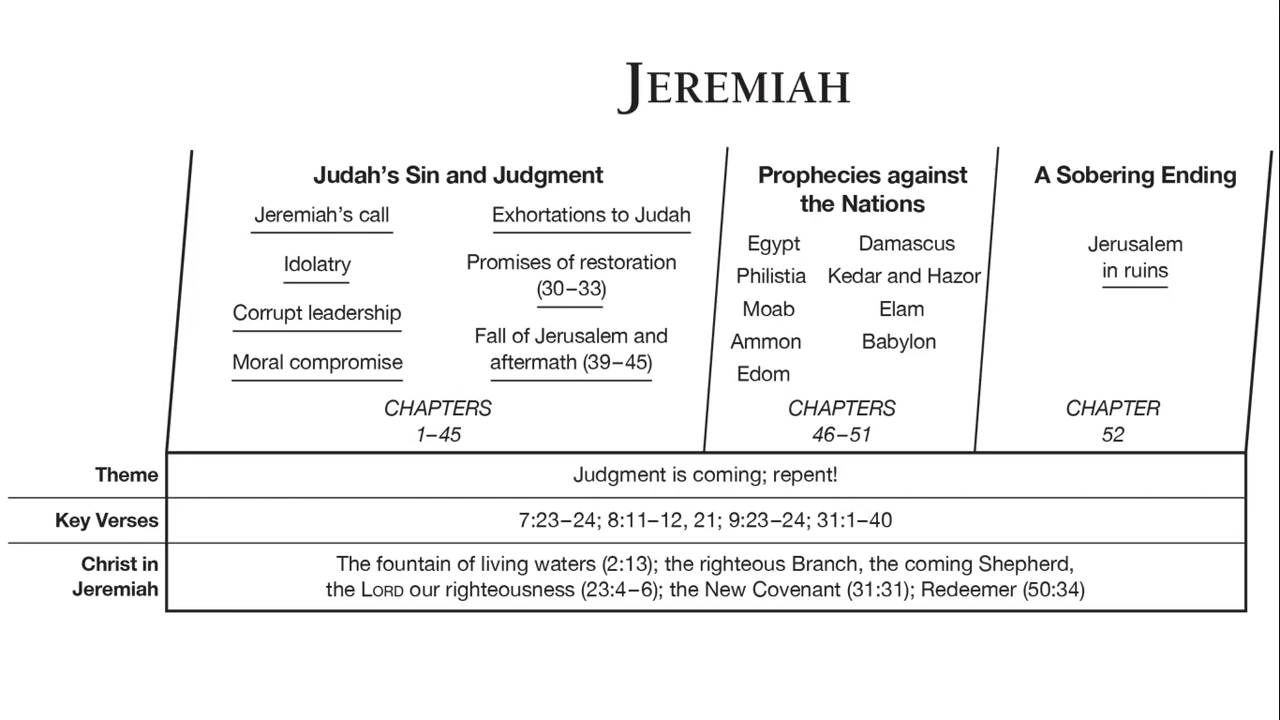 JEREMIAH
Judah’s Sin and Judgment
Jeremiah’s call
Idolatry
Corrupt leadership
Moral compromise
Exhortations to Judah
Promises of restoration
(30–33)
Fall of Jerusalem and
aftermath (39–45)
CHAPTERS
1–45
Prophecies against
the Nations
Egypt
Philistia
Moab
Ammon
Edom
Damascus
Kedar and Hazor
Elam
Babylon
CHAPTERS
46–51
A Sobering Ending
Jerusalem
in ruins
CHAPTER
52
Theme
Judgment is coming; repent!
Key Verses
7:23–24; 8:11–12, 21; 9:23–24; 31:1–40
Christ in
Jeremiah
The fountain of living waters (2:13); the righteous Branch, the coming Shepherd,
the LORD our righteousness (23:4–6); the New Covenant (31:31); Redeemer (50:34)